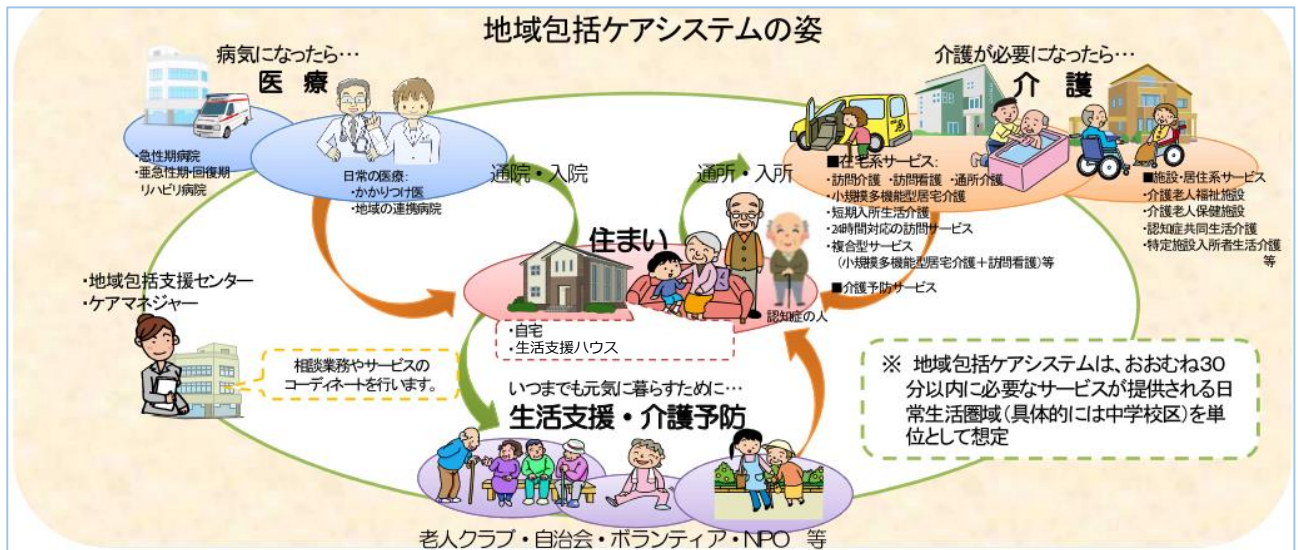 地域包括ケアシステムの姿
病気になったら…
医 療
・急性期病院
・亜急性期・回復期
リハビリ病院
日常の医療:
・かかりつけ医
・地域の連携病院
通院・入院
通所・入所
介護が必要になったら…
介 護
■在宅系サービス:
・訪問介護 ・訪問看護 ・通所介護
・小規模多機能型居宅介護
・短期入所生活介護
・24時間対応の訪問サービス
・複合型サービス
(小規模多機能型居宅介護+訪問看護)等
■介護予防サービス
■施設・居住系サービス
・介護老人福祉施設
・介護老人保健施設
・認知症共同生活介護
・特定施設入所者生活介護
等
住まい
認知症の人
・自宅
・生活支援ハウス
・地域包括支援センター
・ケアマネジャー
相談業務やサービスの
コーディネートを行います。
いつまでも元気に暮らすために…
生活支援・介護予防
老人クラブ・自治会・ボランティア・NPO 等
※ 地域包括ケアシステムは、おおむね30
分以内に必要なサービスが提供される日
常生活圏域(具体的には中学校区)を単
位として想定